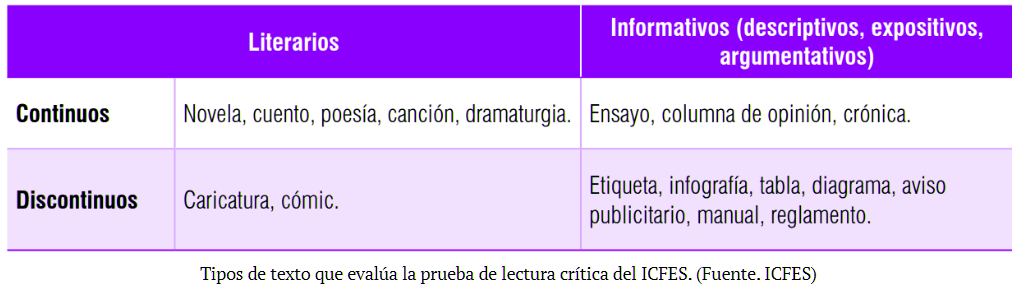 Literarios
Informativos (descriptivos, expositivos,
argumentativos)
Continuos
Novela, cuento, poesía, canción, dramaturgia.
Ensayo, columna de opinión, crónica.
Discontinuos
Caricatura, cómic.
Etiqueta, infografía, tabla, diagrama, aviso
publicitario, manual, reglamento.
Tipos de texto que evalúa la prueba de lectura crítica del ICFES. (Fuente. ICFES)